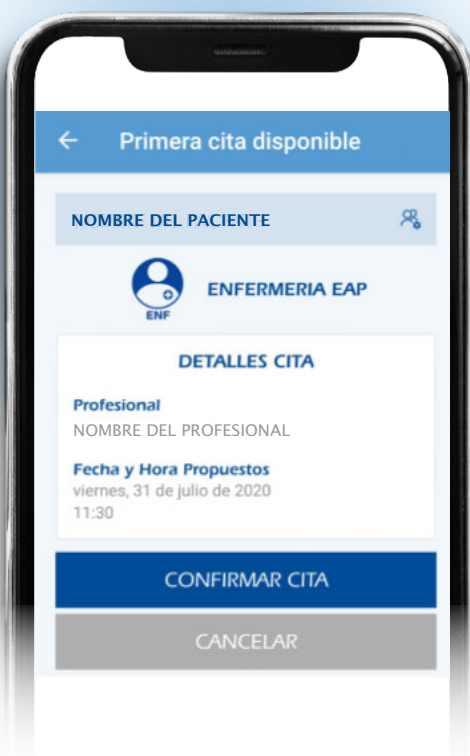 Primera cita disponible
NOMBRE DEL PACIENTE
ENF
ENFERMERIA EAP
DETALLES CITA
Profesional
NOMBRE DEL PROFESIONAL
Fecha y Hora Propuestos
viernes, 31 de julio de 2020
11:30
CONFIRMAR CITA
CANCELAR